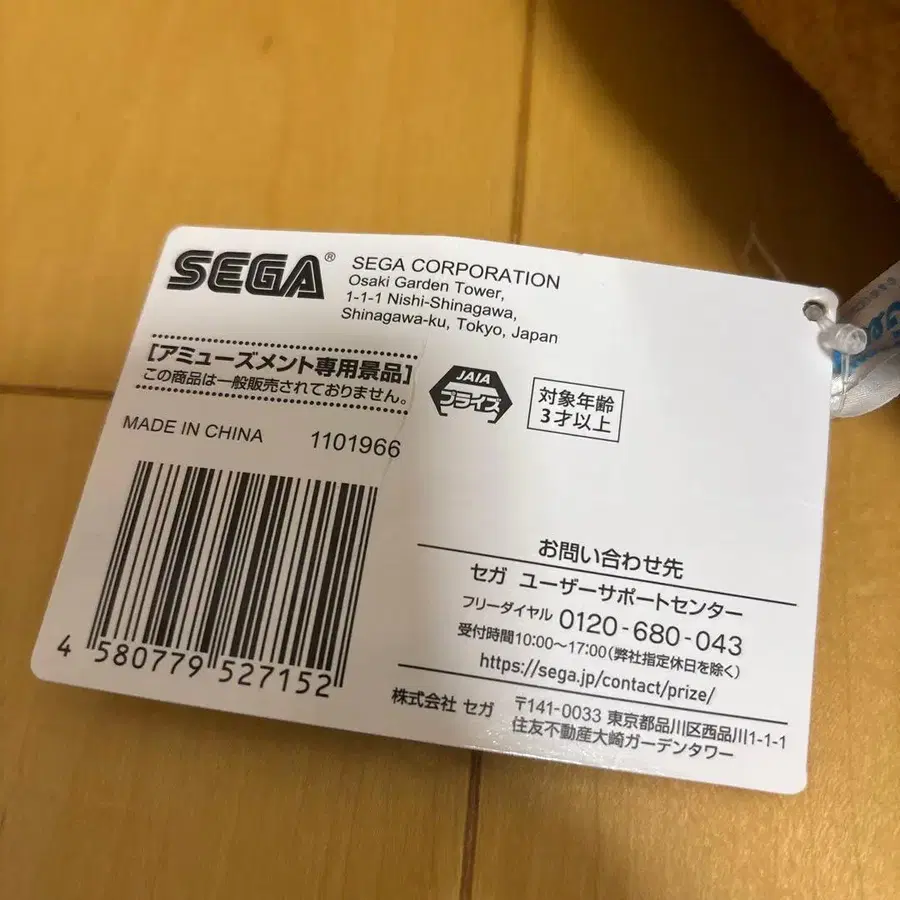 SEGA®
SEGA CORPORATION
Osaki Garden Tower,
1-1-1 Nishi-Shinagawa,
Shinagawa-ku, Tokyo, Japan
[アミューズメント専用景品]
この商品は一般販売されておりません。
JAIA
プライズ
対象年齢
3才以上
MADE IN CHINA 1101966
4 580779 527152
お問い合わせ先
セガ ユーザーサポートセンター
フリーダイヤル 0120-680-043
受付時間10:00～17:00(弊社指定休日を除く)
https://sega.jp/contact/prize/
株式会社 セガ 〒141-0033 東京都品川区西品川1-1-1
住友不動産大崎ガーデンタワー